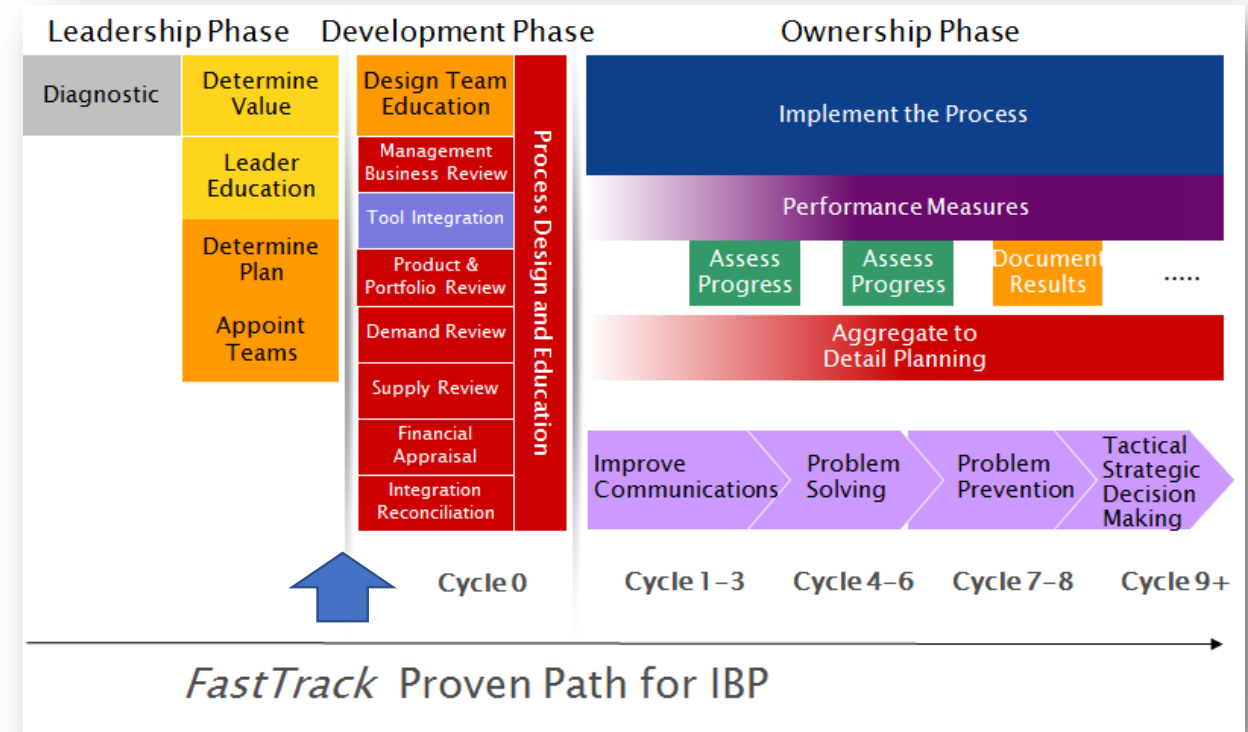 Leadership Phase
Development Phase
Ownership Phase
Diagnostic
Determine
Value
Leader
Education
Determine
Plan
Appoint
Teams
Design Team
Education
Management
Business Review
Tool Integration
Product &
Portfolio Review
Demand Review
Supply Review
Financial
Appraisal
Integration
Reconciliation
Process Design and Education
Implement the Process
Performance Measures
Assess
Progress
Assess
Progress
Document
Results
.....
Aggregate to
Detail Planning
Improve
Communications
Problem
Solving
Problem
Prevention
Tactical
Strategic
Decision
Making
Cycle 0
Cycle 1-3
Cycle 4-6
Cycle 7-8
Cycle 9+
FastTrack Proven Path for IBP